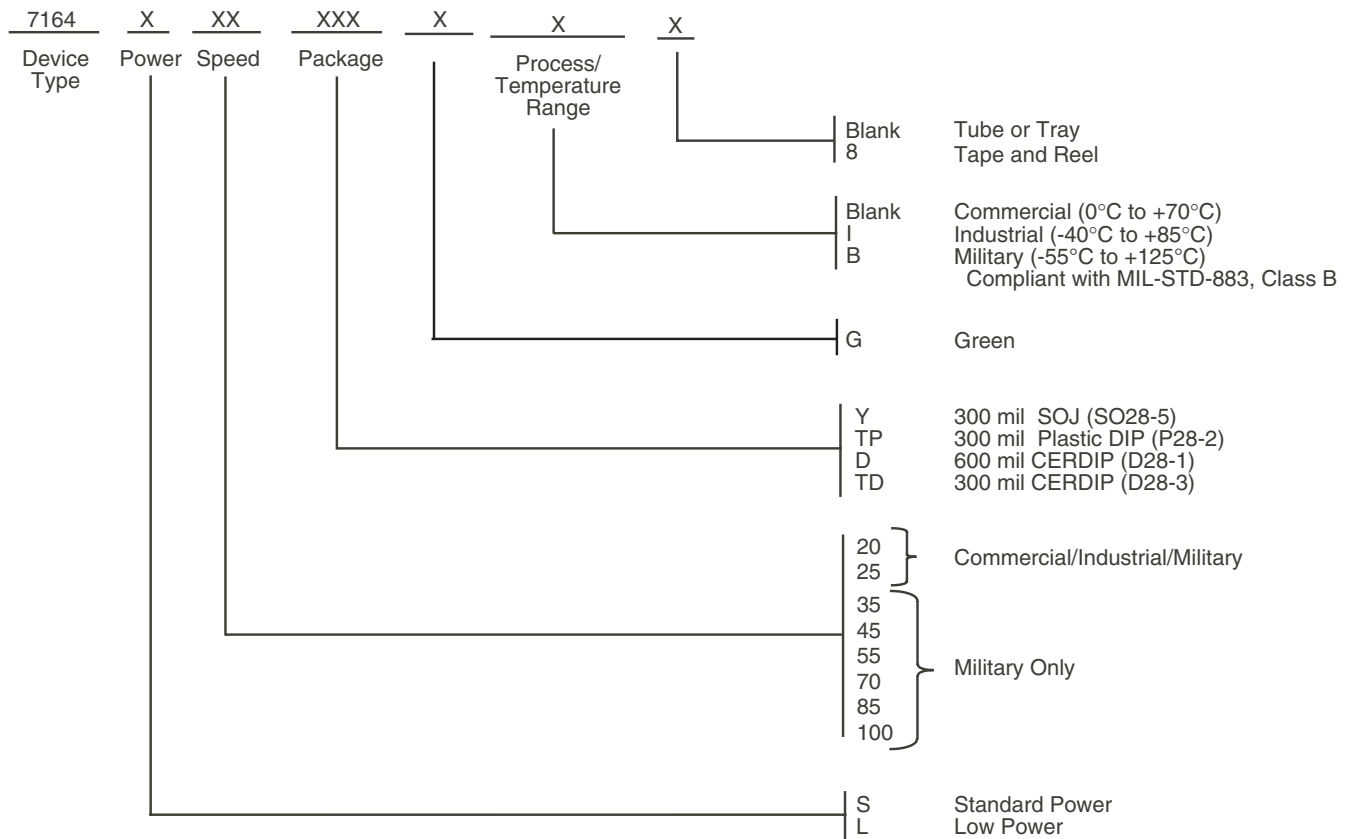 7164 X XX XXX X X X
Device Type
Power
Speed
Package
Process/
Temperature
Range
Blank Tube or Tray
8 Tape and Reel
Blank Commercial (0°C to +70°C)
I Industrial (-40°C to +85°C)
B Military (-55°C to +125°C)
Compliant with MIL-STD-883, Class B
G Green
Y 300 mil SOJ (SO28-5)
TP 300 mil Plastic DIP (P28-2)
D 600 mil CERDIP (D28-1)
TD 300 mil CERDIP (D28-3)
20
25
Commercial/Industrial/Military
35
45
55
70
85
100
Military Only
S Standard Power
L Low Power